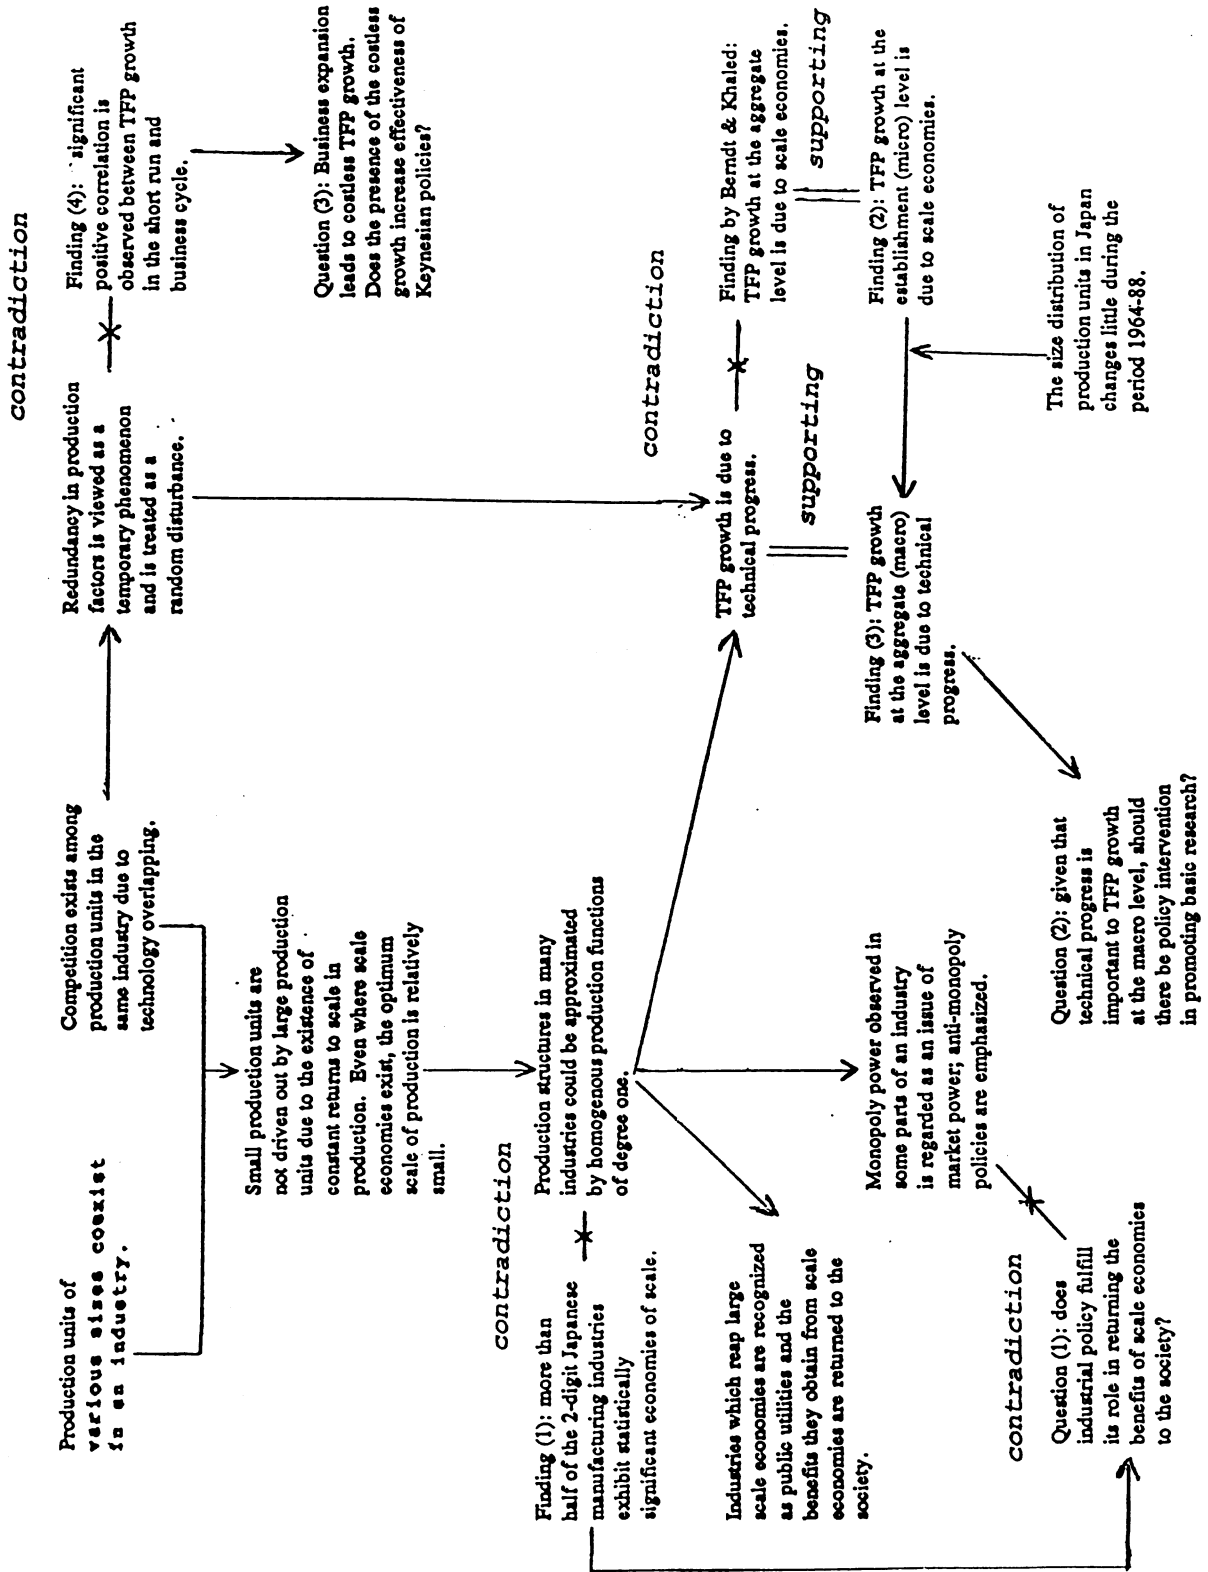 contradiction
Production units of
various sizes coexist
in an industry.
Competition exists among
production units in the
same industry due to
technology overlapping.
Redundancy in production
factors is viewed as a
temporary phenomenon
and is treated as a
random disturbance.
Finding (4): significant
positive correlation is
observed between TFP growth
in the short run and
business cycle.
Small production units are
not driven out by large production
units due to the existence of
constant returns to scale in
production. Even where scale
economies exist, the optimum
scale of production is relatively
small.
Question (3): Business expansion
leads to costless TFP growth.
Does the presence of the costless
growth increase effectiveness of
Keynesian policies?
contradiction
Finding (1): more than
half of the 2-digit Japanese
manufacturing industries
exhibit statistically
significant economies of scale.
Production structures in many
industries could be approximated
by homogenous production functions
of degree one.
contradiction
Industries which reap large
scale economies are recognized
as public utilities and the
benefits they obtain from scale
economies are returned to the
society.
TFP growth is due to
technical progress.
Finding by Berndt & Khaled:
TFP growth at the aggregate
level is due to scale economies.
supporting
supporting
Monopoly power observed in
some parts of an industry
is regarded as an issue of
market power; anti-monopoly
policies are emphasized.
Finding (3): TFP growth
at the aggregate (macro)
level is due to technical
progress.
Finding (2): TFP growth at the
establishment (micro) level is
due to scale economies.
contradiction
Question (1): does
industrial policy fulfill
its role in returning the
benefits of scale economies
to the society?
Question (2): given that
technical progress is
important to TFP growth
at the macro level, should
there be policy intervention
in promoting basic research?
The size distribution of
production units in Japan
changes little during the
period 1964-88.